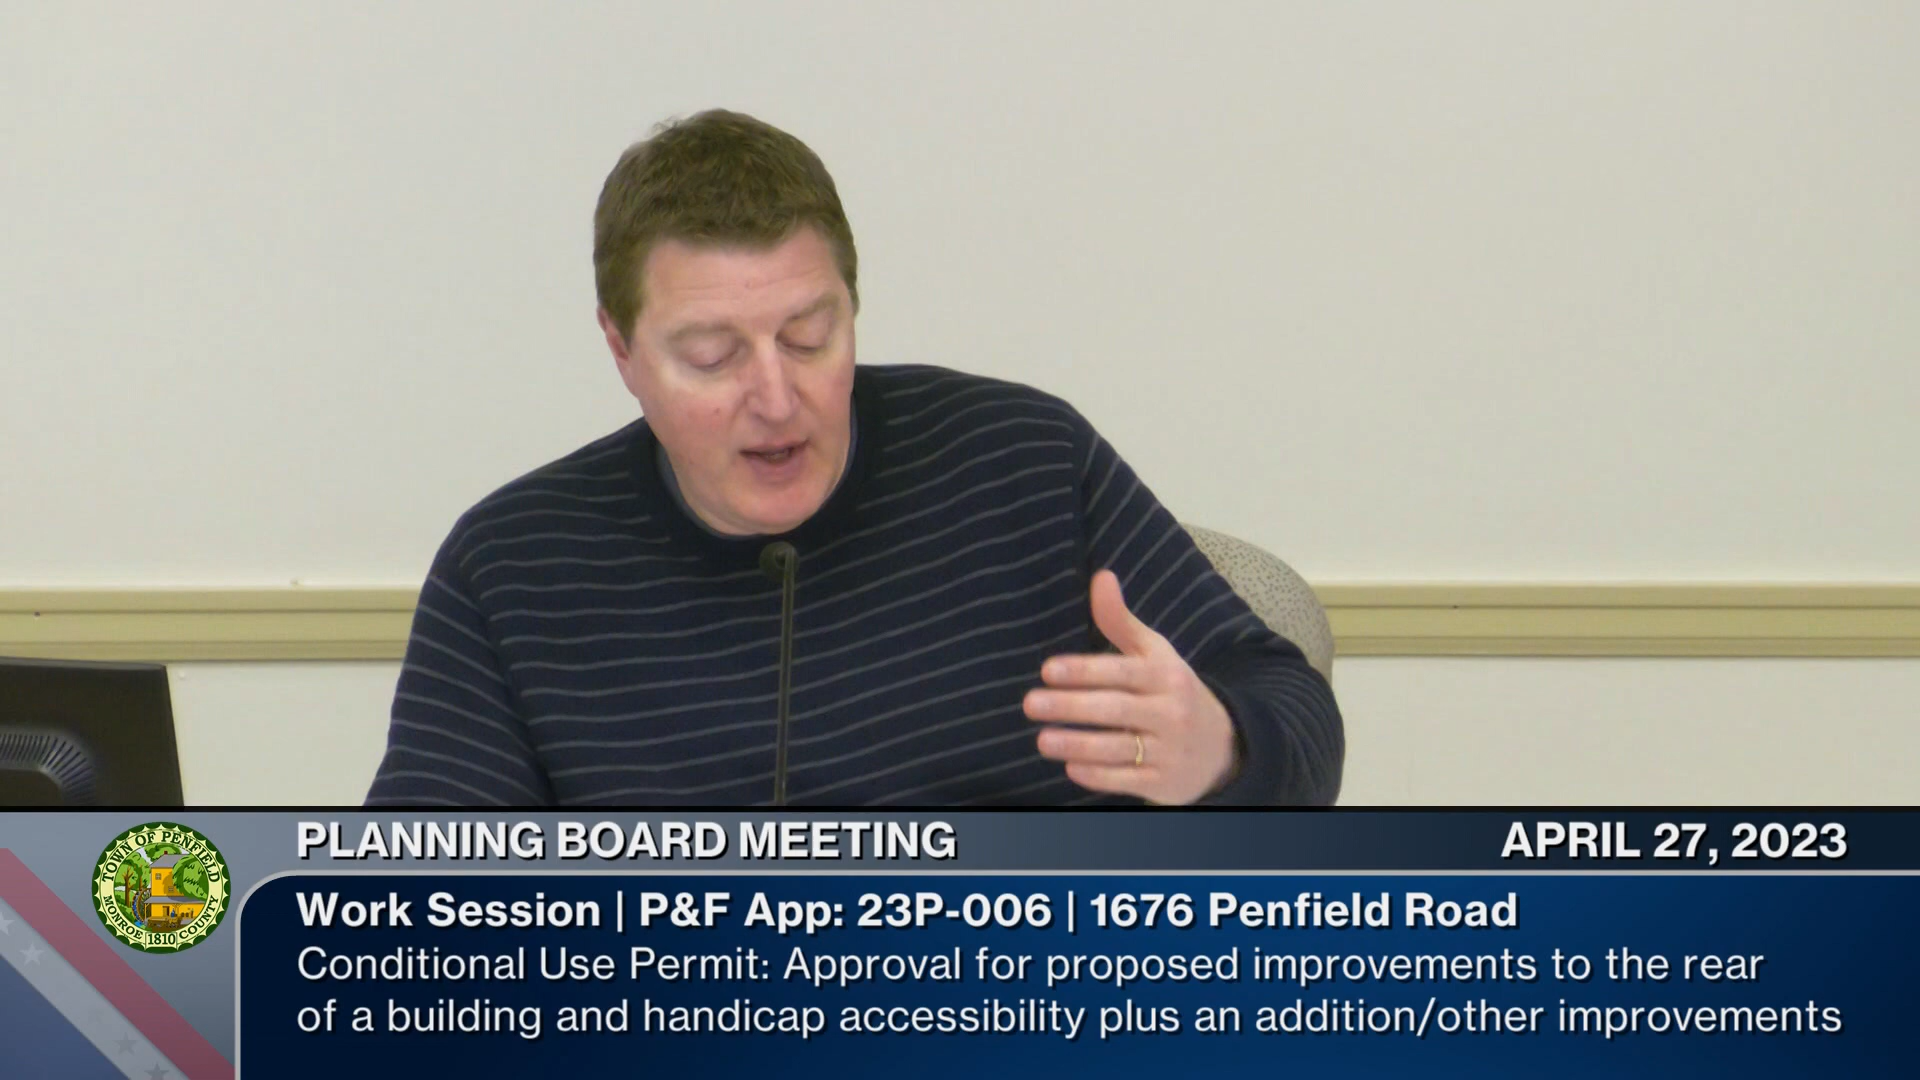 PLANNING BOARD MEETING
APRIL 27, 2023
TOWN OF PENFIELD
MONROE COUNTY
1810
Work Session | P&F App: 23P-006 | 1676 Penfield Road
Conditional Use Permit: Approval for proposed improvements to the rear
of a building and handicap accessibility plus an addition/other improvements